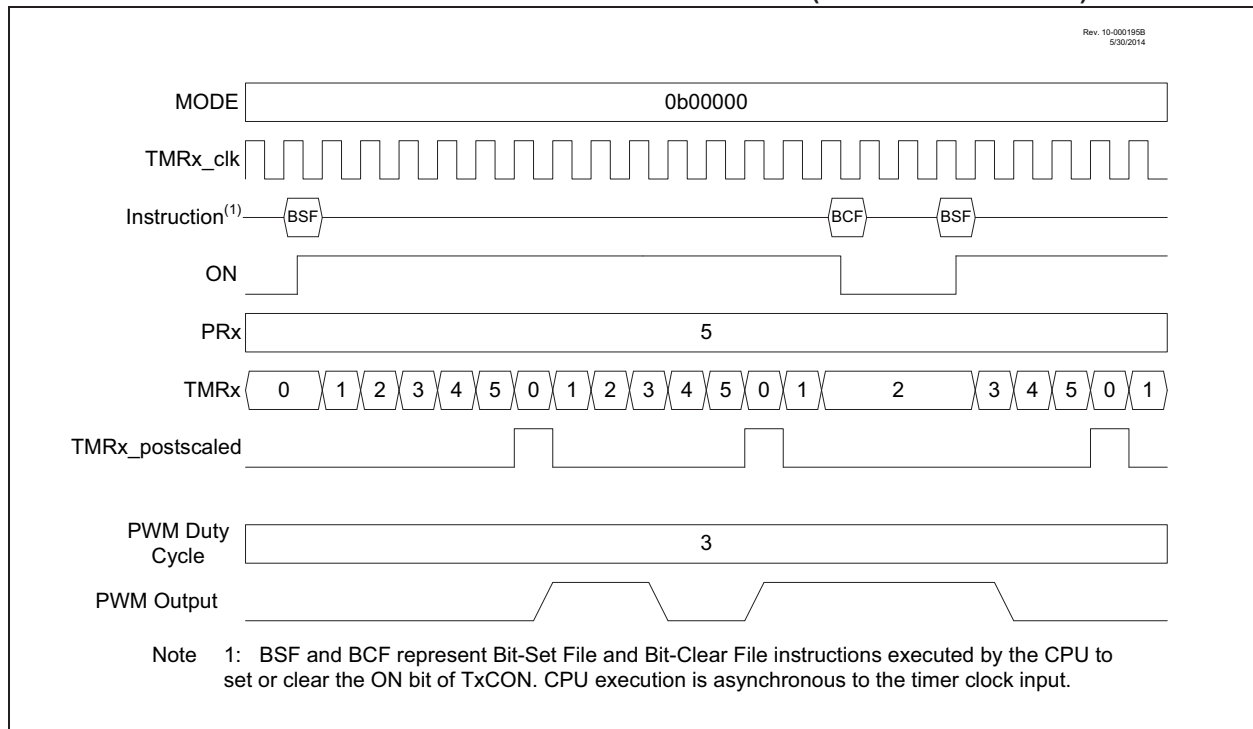 Rev. 10-000195B
5/30/2014
MODE 0b00000
TMRx_clk
Instruction(1) BSF BCF BSF
ON
PRx 5
TMRx 0 1 2 3 4 5 0 1 2 3 4 5 0 1 2 3 4 5 0 1
TMRx_postscaled
PWM Duty
Cycle 3
PWM Output
Note 1: BSF and BCF represent Bit-Set File and Bit-Clear File instructions executed by the CPU to
set or clear the ON bit of TxCON. CPU execution is asynchronous to the timer clock input.